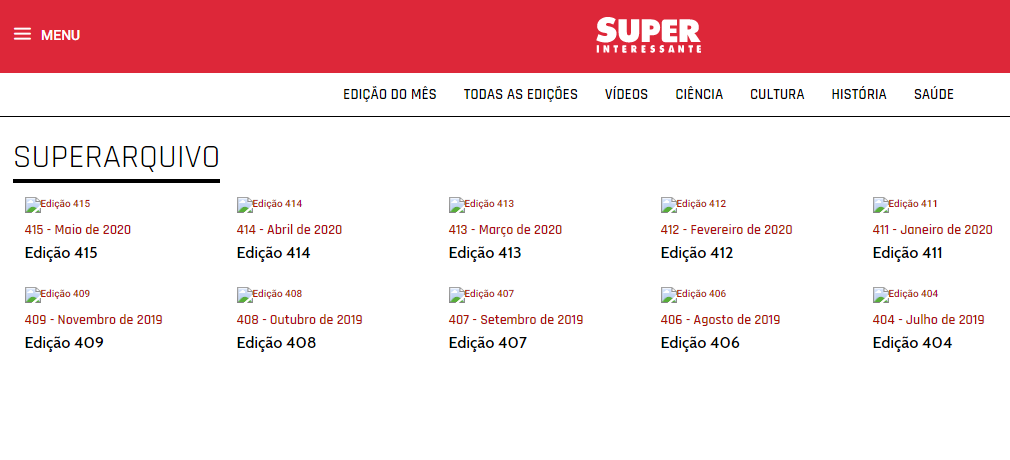 MENU
SUPER
INTERESSANTE
EDIÇÃO DO MÊS TODAS AS EDIÇÕES VÍDEOS CIÊNCIA CULTURA HISTÓRIA SAÚDE
SUPERARQUIVO
Edição 415 Edição 414 Edição 413 Edição 412 Edição 411
415 - Maio de 2020 414 - Abril de 2020 413 - Março de 2020 412 - Fevereiro de 2020 411 - Janeiro de 2020
Edição 415 Edição 414 Edição 413 Edição 412 Edição 411
Edição 409 Edição 408 Edição 407 Edição 406 Edição 404
409 - Novembro de 2019 408 - Outubro de 2019 407 - Setembro de 2019 406 - Agosto de 2019 404 - Julho de 2019
Edição 409 Edição 408 Edição 407 Edição 406 Edição 404